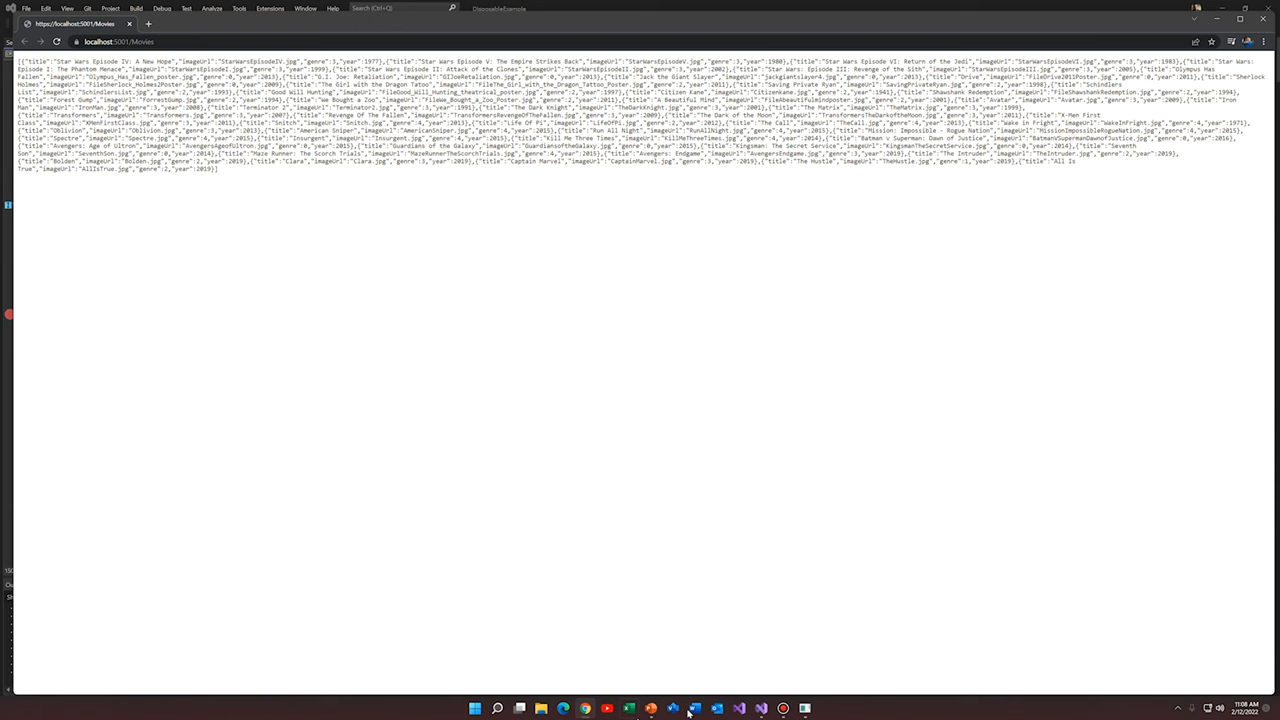 File Edit View Git Project Build Debug Test Analyze Tools Extensions Window Help Search (Ctrl+Q) DisposableExample
https://localhost:5001/Movies
localhost:5001/Movies
[{"title":"Star Wars Episode IV: A New Hope","imageUrl":"StarWarsEpisodeIV.jpg","genre":3,"year":1977},{"title":"Star Wars Episode V: The Empire Strikes Back","imageUrl":"StarWarsEpisodeV.jpg","genre":3,"year":1980},{"title":"Star Wars Episode VI: Return of the Jedi","imageUrl":"StarWarsEpisodeVI.jpg","genre":3,"year":1983},{"title":"Star Wars:
Episode I: The Phantom Menace","imageUrl":"StarWarsEpisodeI.jpg","genre":3,"year":1999},{"title":"Star Wars Episode II: Attack of the Clones","imageUrl":"StarWarsEpisodeII.jpg","genre":3,"year":2002},{"title":"Star Wars: Episode III: Revenge of the Sith","imageUrl":"StarWarsEpisodeIII.jpg","genre":3,"year":2005},{"title":"Olympus Has
Fallen","imageUrl":"Olympus_Has_Fallen_poster.jpg","genre":0,"year":2013},{"title":"G.I. Joe: Retaliation","imageUrl":"GIJoeRetaliation.jpg","genre":0,"year":2013},{"title":"Jack the Giant Slayer","imageUrl":"jackgiantslayer4.jpg","genre":0,"year":2013},{"title":"Drive","imageUrl":"FileDrive2011Poster.jpg","genre":0,"year":2011},{"title":"Sherlock
Holmes","imageUrl":"FileSherlock_Holmes2Poster.jpg","genre":0,"year":2009},{"title":"The Girl with the Dragon Tatoo","imageUrl":"FileThe_Girl_with_the_Dragon_Tattoo_Poster.jpg","genre":2,"year":2011},{"title":"Saving Private Ryan","imageUrl":"SavingPrivateRyan.jpg","genre":2,"year":1998},{"title":"Schindlers
List","imageUrl":"SchindlersList.jpg","genre":2,"year":1993},{"title":"Good Will Hunting","imageUrl":"FileGood_Will_Hunting_theatrical_poster.jpg","genre":2,"year":1997},{"title":"Citizen Kane","imageUrl":"CitizenKane.jpg","genre":2,"year":1941},{"title":"Shawshank Redemption","imageUrl":"FileShawshankRedemption.jpg","genre":2,"year":1994},
{"title":"Forest Gump","imageUrl":"ForrestGump.jpg","genre":2,"year":1994},{"title":"We Bought a Zoo","imageUrl":"FileWe_Bought_a_Zoo_Poster.jpg","genre":2,"year":2011},{"title":"A Beautiful Mind","imageUrl":"FileAbeautifulmindposter.jpg","genre":2,"year":2001},{"title":"Avatar","imageUrl":"Avatar.jpg","genre":3,"year":2009},{"title":"Iron
Man","imageUrl":"IronMan.jpg","genre":3,"year":2008},{"title":"Terminator 2","imageUrl":"Terminator2.jpg","genre":3,"year":1991},{"title":"The Dark Knight","imageUrl":"TheDarkKnight.jpg","genre":3,"year":2001},{"title":"The Matrix","imageUrl":"TheMatrix.jpg","genre":3,"year":1999},
{"title":"Transformers","imageUrl":"Transformers.jpg","genre":3,"year":2007},{"title":"Revenge Of The Fallen","imageUrl":"TransformersRevengeOfTheFallen.jpg","genre":3,"year":2009},{"title":"The Dark of the Moon","imageUrl":"TransformersTheDarkoftheMoon.jpg","genre":3,"year":2011},{"title":"X-Men First
Class","imageUrl":"XMenFirstClass.jpg","genre":3,"year":2011},{"title":"Snitch","imageUrl":"Snitch.jpg","genre":4,"year":2013},{"title":"Life Of Pi","imageUrl":"LifeOfPi.jpg","genre":2,"year":2012},{"title":"The Call","imageUrl":"TheCall.jpg","genre":4,"year":2013},{"title":"Wake in Fright","imageUrl":"WakeInFright.jpg","genre":4,"year":1971},
{"title":"Oblivion","imageUrl":"Oblivion.jpg","genre":3,"year":2013},{"title":"American Sniper","imageUrl":"AmericanSniper.jpg","genre":4,"year":2015},{"title":"Run All Night","imageUrl":"RunAllNight.jpg","genre":4,"year":2015},{"title":"Mission: Impossible - Rogue Nation","imageUrl":"MissionImpossibleRogueNation.jpg","genre":4,"year":2015},
{"title":"Spectre","imageUrl":"Spectre.jpg","genre":4,"year":2015},{"title":"Insurgent","imageUrl":"Insurgent.jpg","genre":4,"year":2015},{"title":"Kill Me Three Times","imageUrl":"KillMeThreeTimes.jpg","genre":4,"year":2014},{"title":"Batman v Superman: Dawn of Justice","imageUrl":"BatmanVSupermanDawnofJustice.jpg","genre":0,"year":2016},
{"title":"Avengers: Age of Ultron","imageUrl":"AvengersAgeofUltron.jpg","genre":0,"year":2015},{"title":"Guardians of the Galaxy","imageUrl":"GuardiansoftheGalaxy.jpg","genre":0,"year":2015},{"title":"Kingsman: The Secret Service","imageUrl":"KingsmanTheSecretService.jpg","genre":0,"year":2014},{"title":"Seventh
Son","imageUrl":"SeventhSon.jpg","genre":0,"year":2014},{"title":"Maze Runner: The Scorch Trials","imageUrl":"MazeRunnerTheScorchTrials.jpg","genre":4,"year":2015},{"title":"Avengers: Endgame","imageUrl":"AvengersEndgame.jpg","genre":3,"year":2019},{"title":"The Intruder","imageUrl":"TheIntruder.jpg","genre":2,"year":2019},
{"title":"Bolden","imageUrl":"Bolden.jpg","genre":2,"year":2019},{"title":"Clara","imageUrl":"Clara.jpg","genre":3,"year":2019},{"title":"Captain Marvel","imageUrl":"CaptainMarvel.jpg","genre":3,"year":2019},{"title":"The Hustle","imageUrl":"TheHustle.jpg","genre":1,"year":2019},{"title":"All Is
True","imageUrl":"AllIsTrue.jpg","genre":2,"year":2019}]
11:08 AM
2/12/2022